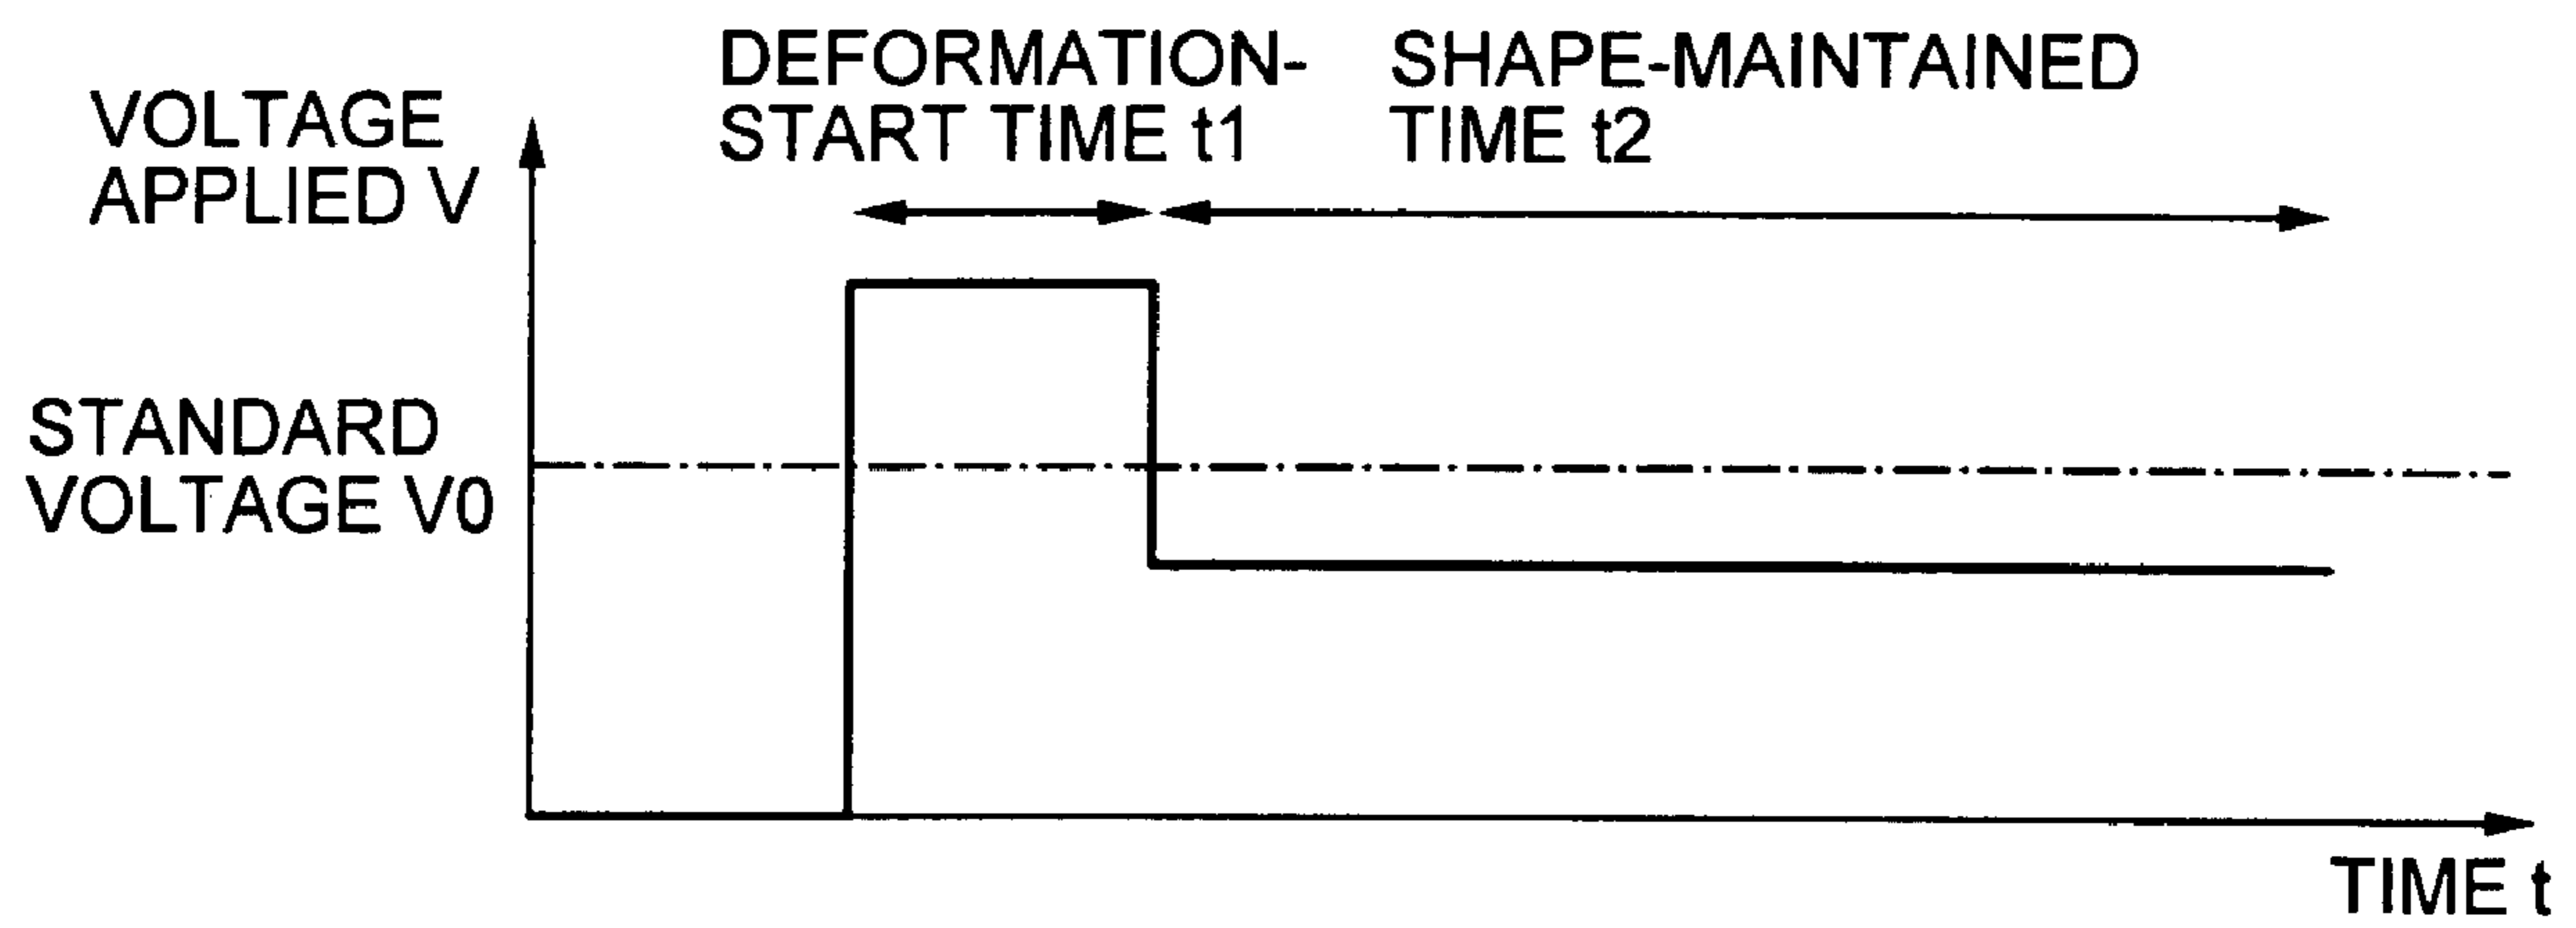 VOLTAGE
APPLIED V
DEFORMATION-
START TIME t1
SHAPE-MAINTAINED
TIME t2
STANDARD
VOLTAGE V0
TIME t